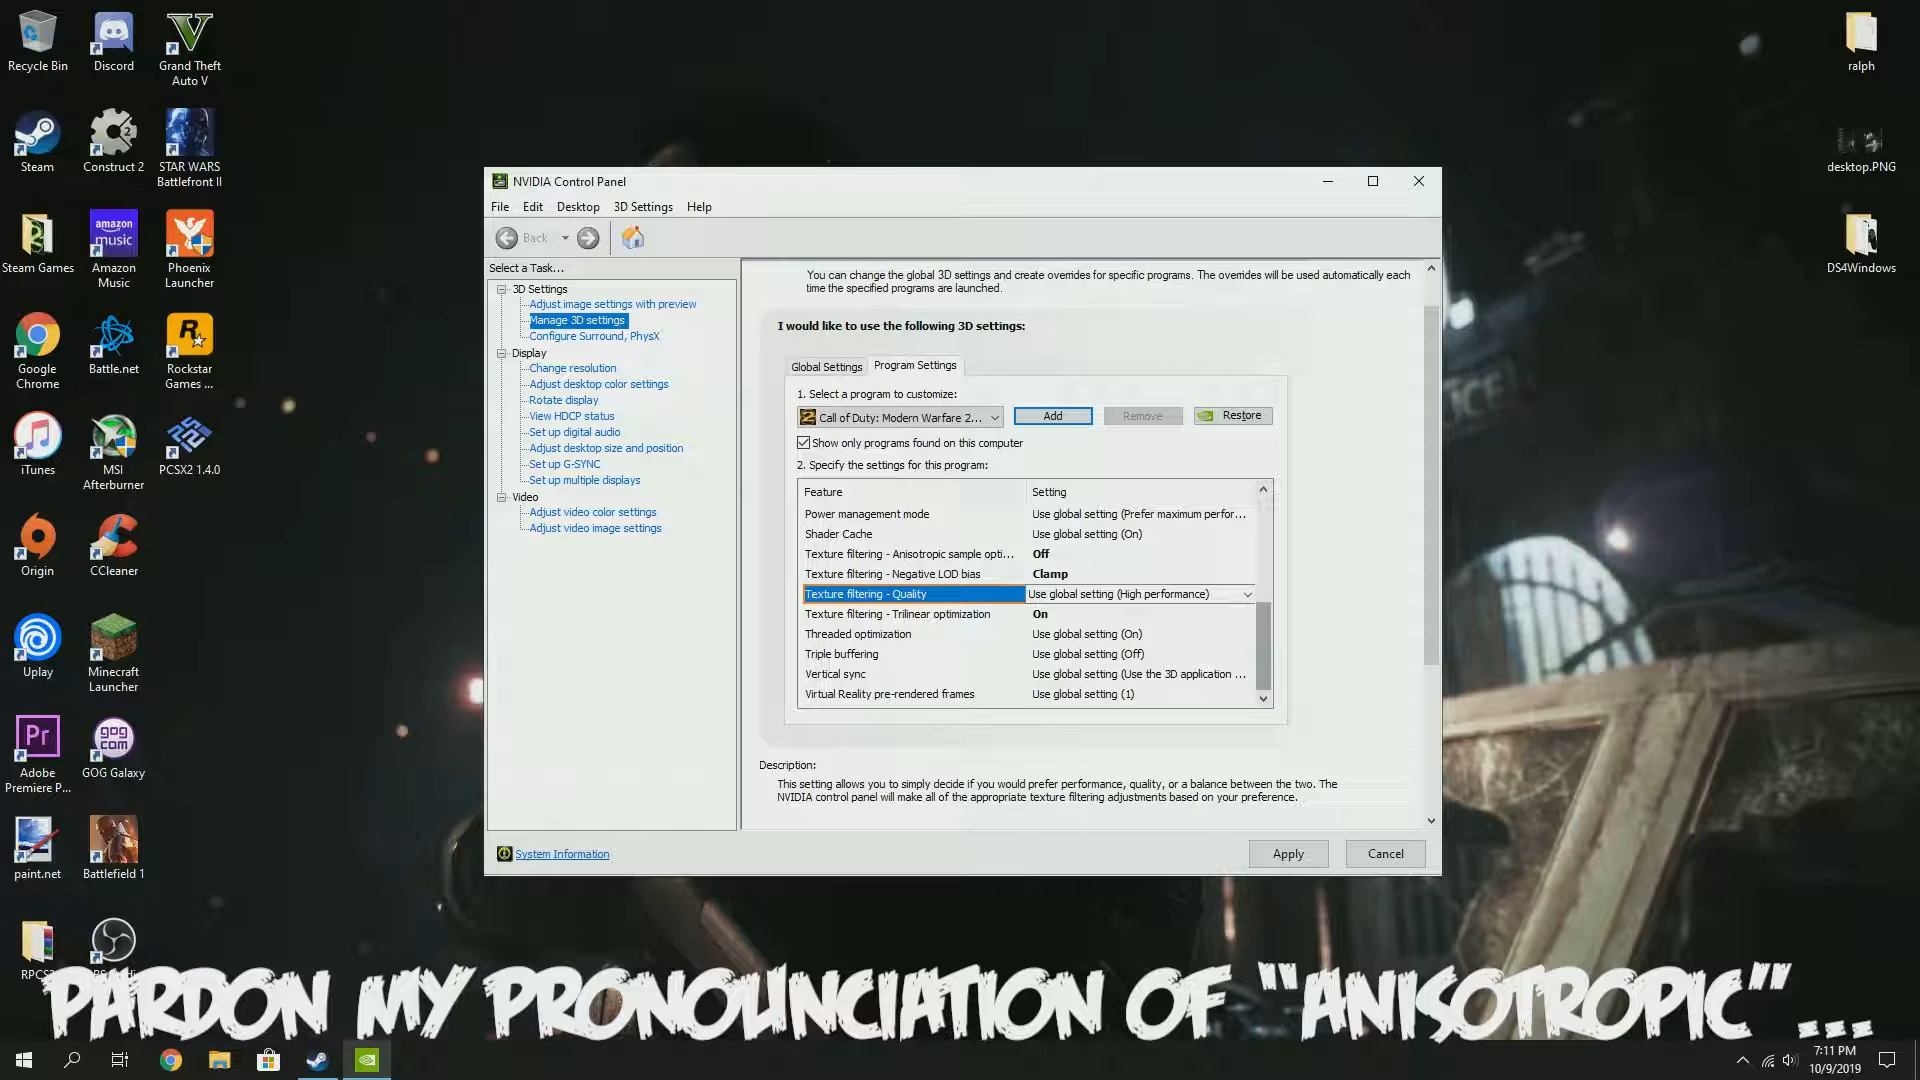 Recycle Bin
Discord
Grand Theft
Auto V
Steam
Construct 2
STAR WARS
Battlefront II
Steam Games
amazon
music
Amazon
Music
Phoenix
Launcher
Google
Chrome
Battle.net
Rockstar
Games ...
iTunes
MSI
Afterburner
PCSX2 1.4.0
Origin
CCleaner
Uplay
Minecraft
Launcher
Pr
Adobe
Premiere P...
GOG
COM
GOG Galaxy
paint.net
Battlefield 1
ralph
desktop.PNG
DS4Windows
NVIDIA Control Panel
File Edit Desktop 3D Settings Help
Back
Select a Task...
3D Settings
Adjust image settings with preview
Manage 3D settings
Configure Surround, PhysX
Display
Change resolution
Adjust desktop color settings
Rotate display
View HDCP status
Set up digital audio
Adjust desktop size and position
Set up G-SYNC
Set up multiple displays
Video
Adjust video color settings
Adjust video image settings
System Information
You can change the global 3D settings and create overrides for specific programs. The overrides will be used automatically each
time the specified programs are launched.
I would like to use the following 3D settings:
Global Settings Program Settings
1. Select a program to customize:
Call of Duty: Modern Warfare 2... Add Remove Restore
Show only programs found on this computer
2. Specify the settings for this program:
Feature Setting
Power management mode Use global setting (Prefer maximum perfor...
Shader Cache Use global setting (On)
Texture filtering - Anisotropic sample opti... Off
Texture filtering - Negative LOD bias Clamp
Texture filtering - Quality Use global setting (High performance)
Texture filtering - Trilinear optimization On
Threaded optimization Use global setting (On)
Triple buffering Use global setting (Off)
Vertical sync Use global setting (Use the 3D application ...
Virtual Reality pre-rendered frames Use global setting (1)
Description:
This setting allows you to simply decide if you would prefer performance, quality, or a balance between the two. The
NVIDIA control panel will make all of the appropriate texture filtering adjustments based on your preference.
Apply Cancel
PARDON MY PRONOUNCIATION OF "ANISOTROPIC" ...
7:11 PM
10/9/2019